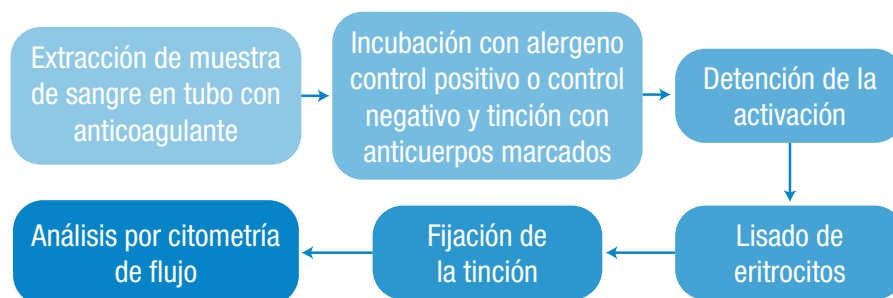 Extracción de muestra
de sangre en tubo con
anticoagulante
Incubación con alergeno
control positivo o control
negativo y tinción con
anticuerpos marcados
Detención de la
activación
Lisado de
eritrocitos
Fijación de
la tinción
Análisis por citometría
de flujo